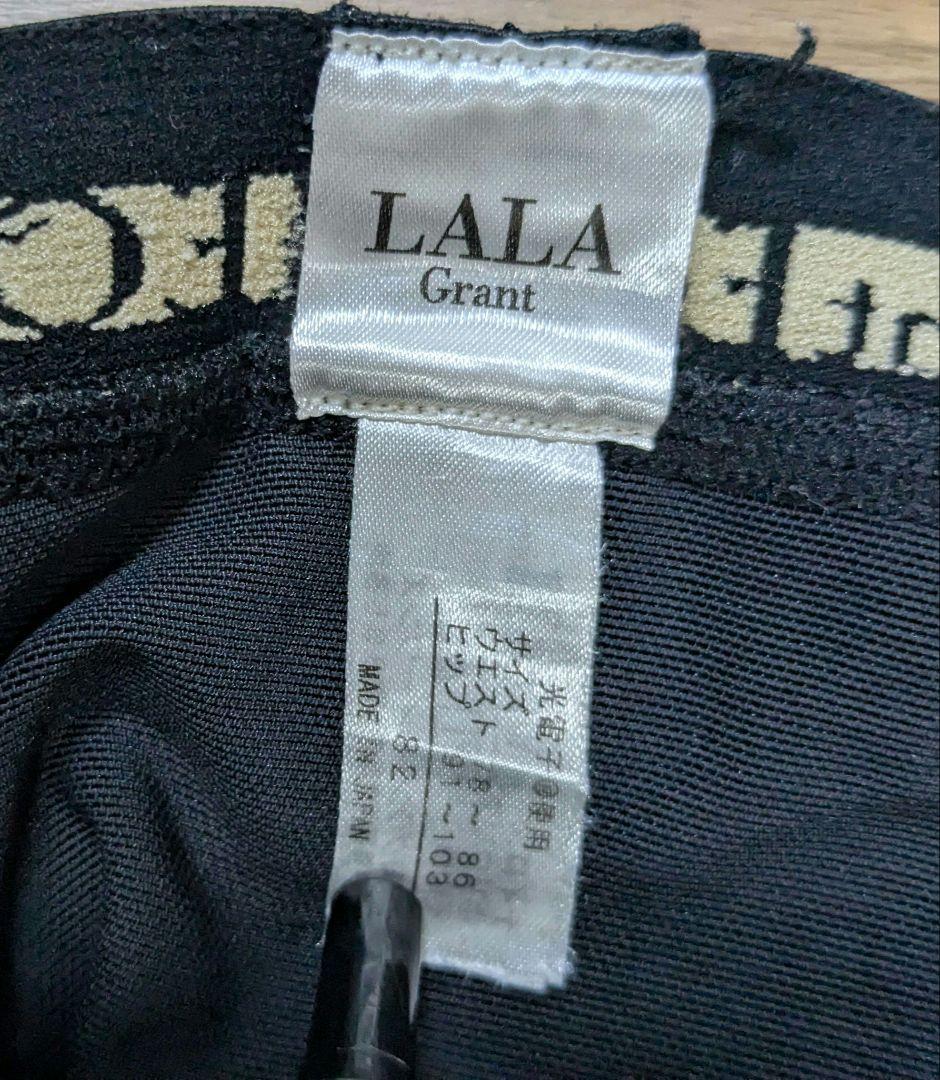 LALA
Grant
光電子®使用
サイズ
ウエスト 78～86
ヒップ 91～103
82
MADE IN JAPAN